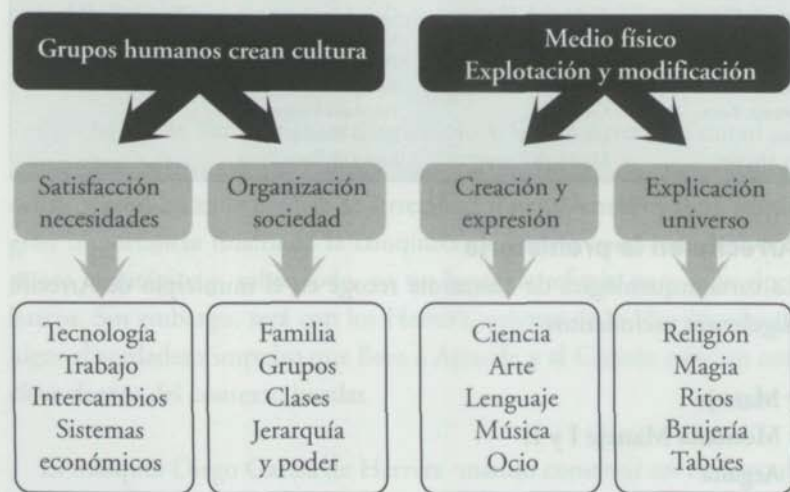 Grupos humanos crean cultura
Medio físico
Explotación y modificación
Satisfacción
necesidades
Organización
sociedad
Creación y
expresión
Explicación
universo
Tecnología
Trabajo
Intercambios
Sistemas
económicos
Familia
Grupos
Clases
Jerarquía
y poder
Ciencia
Arte
Lenguaje
Música
Ocio
Religión
Magia
Ritos
Brujería
Tabúes